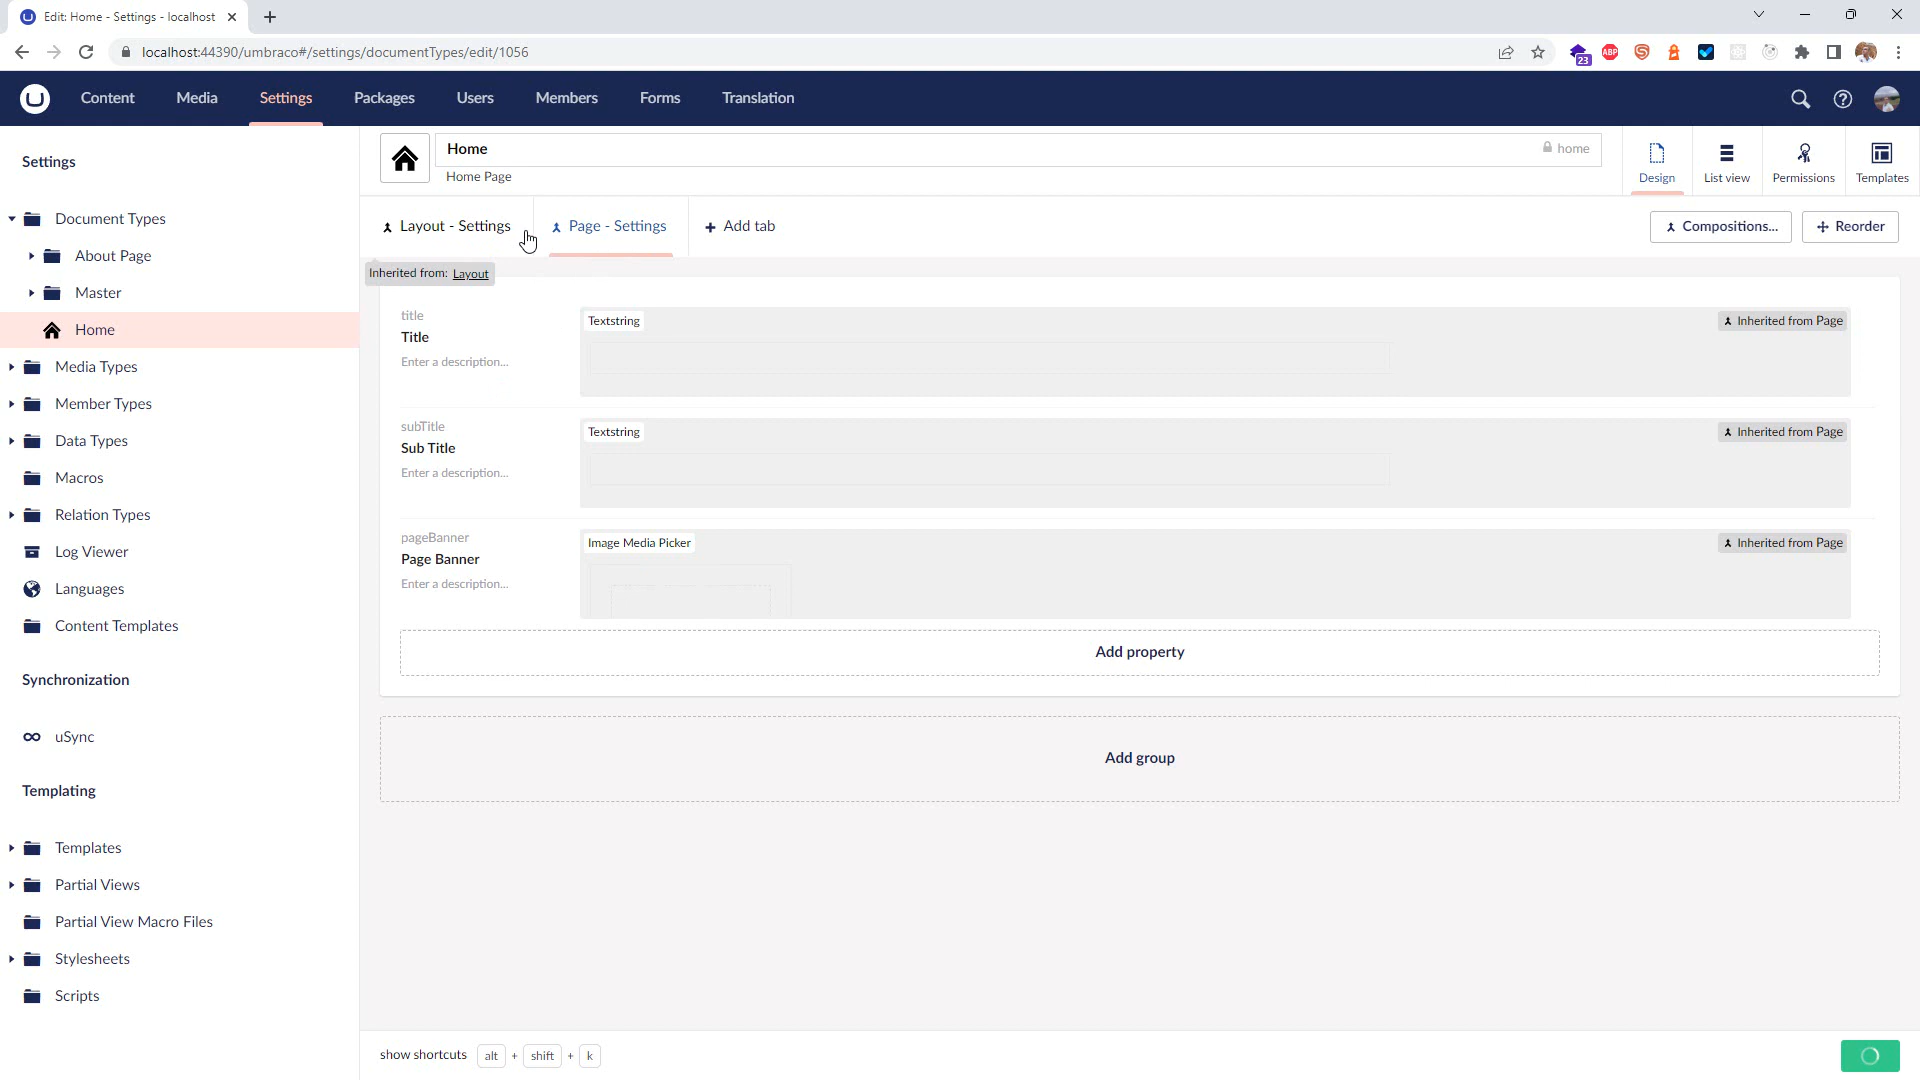 Edit: Home - Settings - localhost
localhost:44390/umbraco#/settings/documentTypes/edit/1056
ABP
23
Content
Media
Settings
Packages
Users
Members
Forms
Translation
Settings
Document Types
About Page
Master
Home
Media Types
Member Types
Data Types
Macros
Relation Types
Log Viewer
Languages
Content Templates
Synchronization
uSync
Templating
Templates
Partial Views
Partial View Macro Files
Stylesheets
Scripts
Home
home
Home Page
Design
List view
Permissions
Templates
Layout - Settings
Page - Settings
Add tab
Compositions...
Reorder
Inherited from: Layout
title
Title
Enter a description...
Textstring
Inherited from Page
subTitle
Sub Title
Enter a description...
Textstring
Inherited from Page
pageBanner
Page Banner
Enter a description...
Image Media Picker
Inherited from Page
Add property
Add group
show shortcuts alt + shift + k